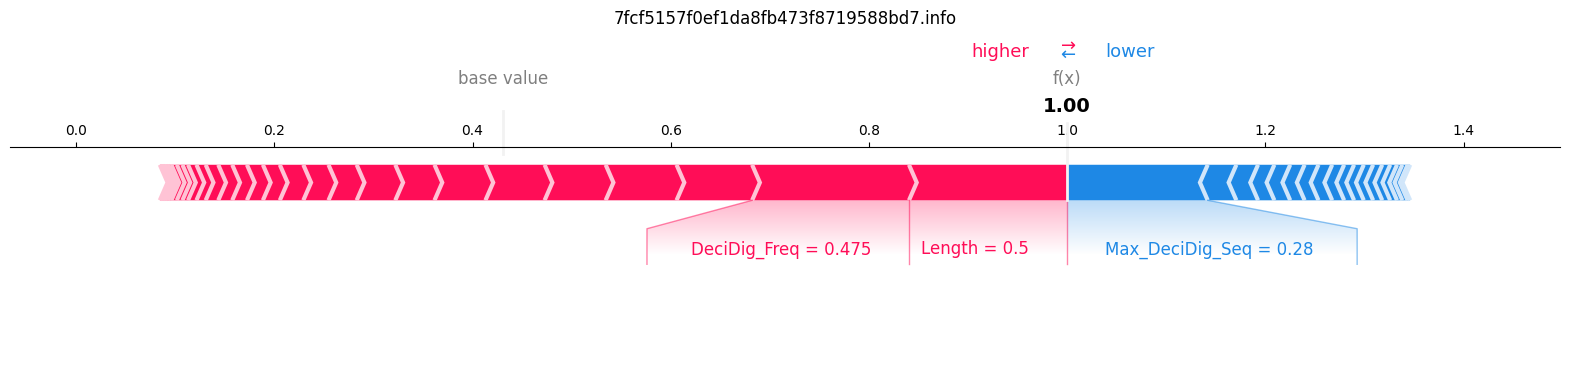 7fcf5157f0ef1da8fb473f8719588bd7.info
higher ⇄ lower
base value f(x)
1.00
0.0 0.2 0.4 0.6 0.8 1.0 1.2 1.4
DeciDig_Freq = 0.475 Length = 0.5 Max_DeciDig_Seq = 0.28